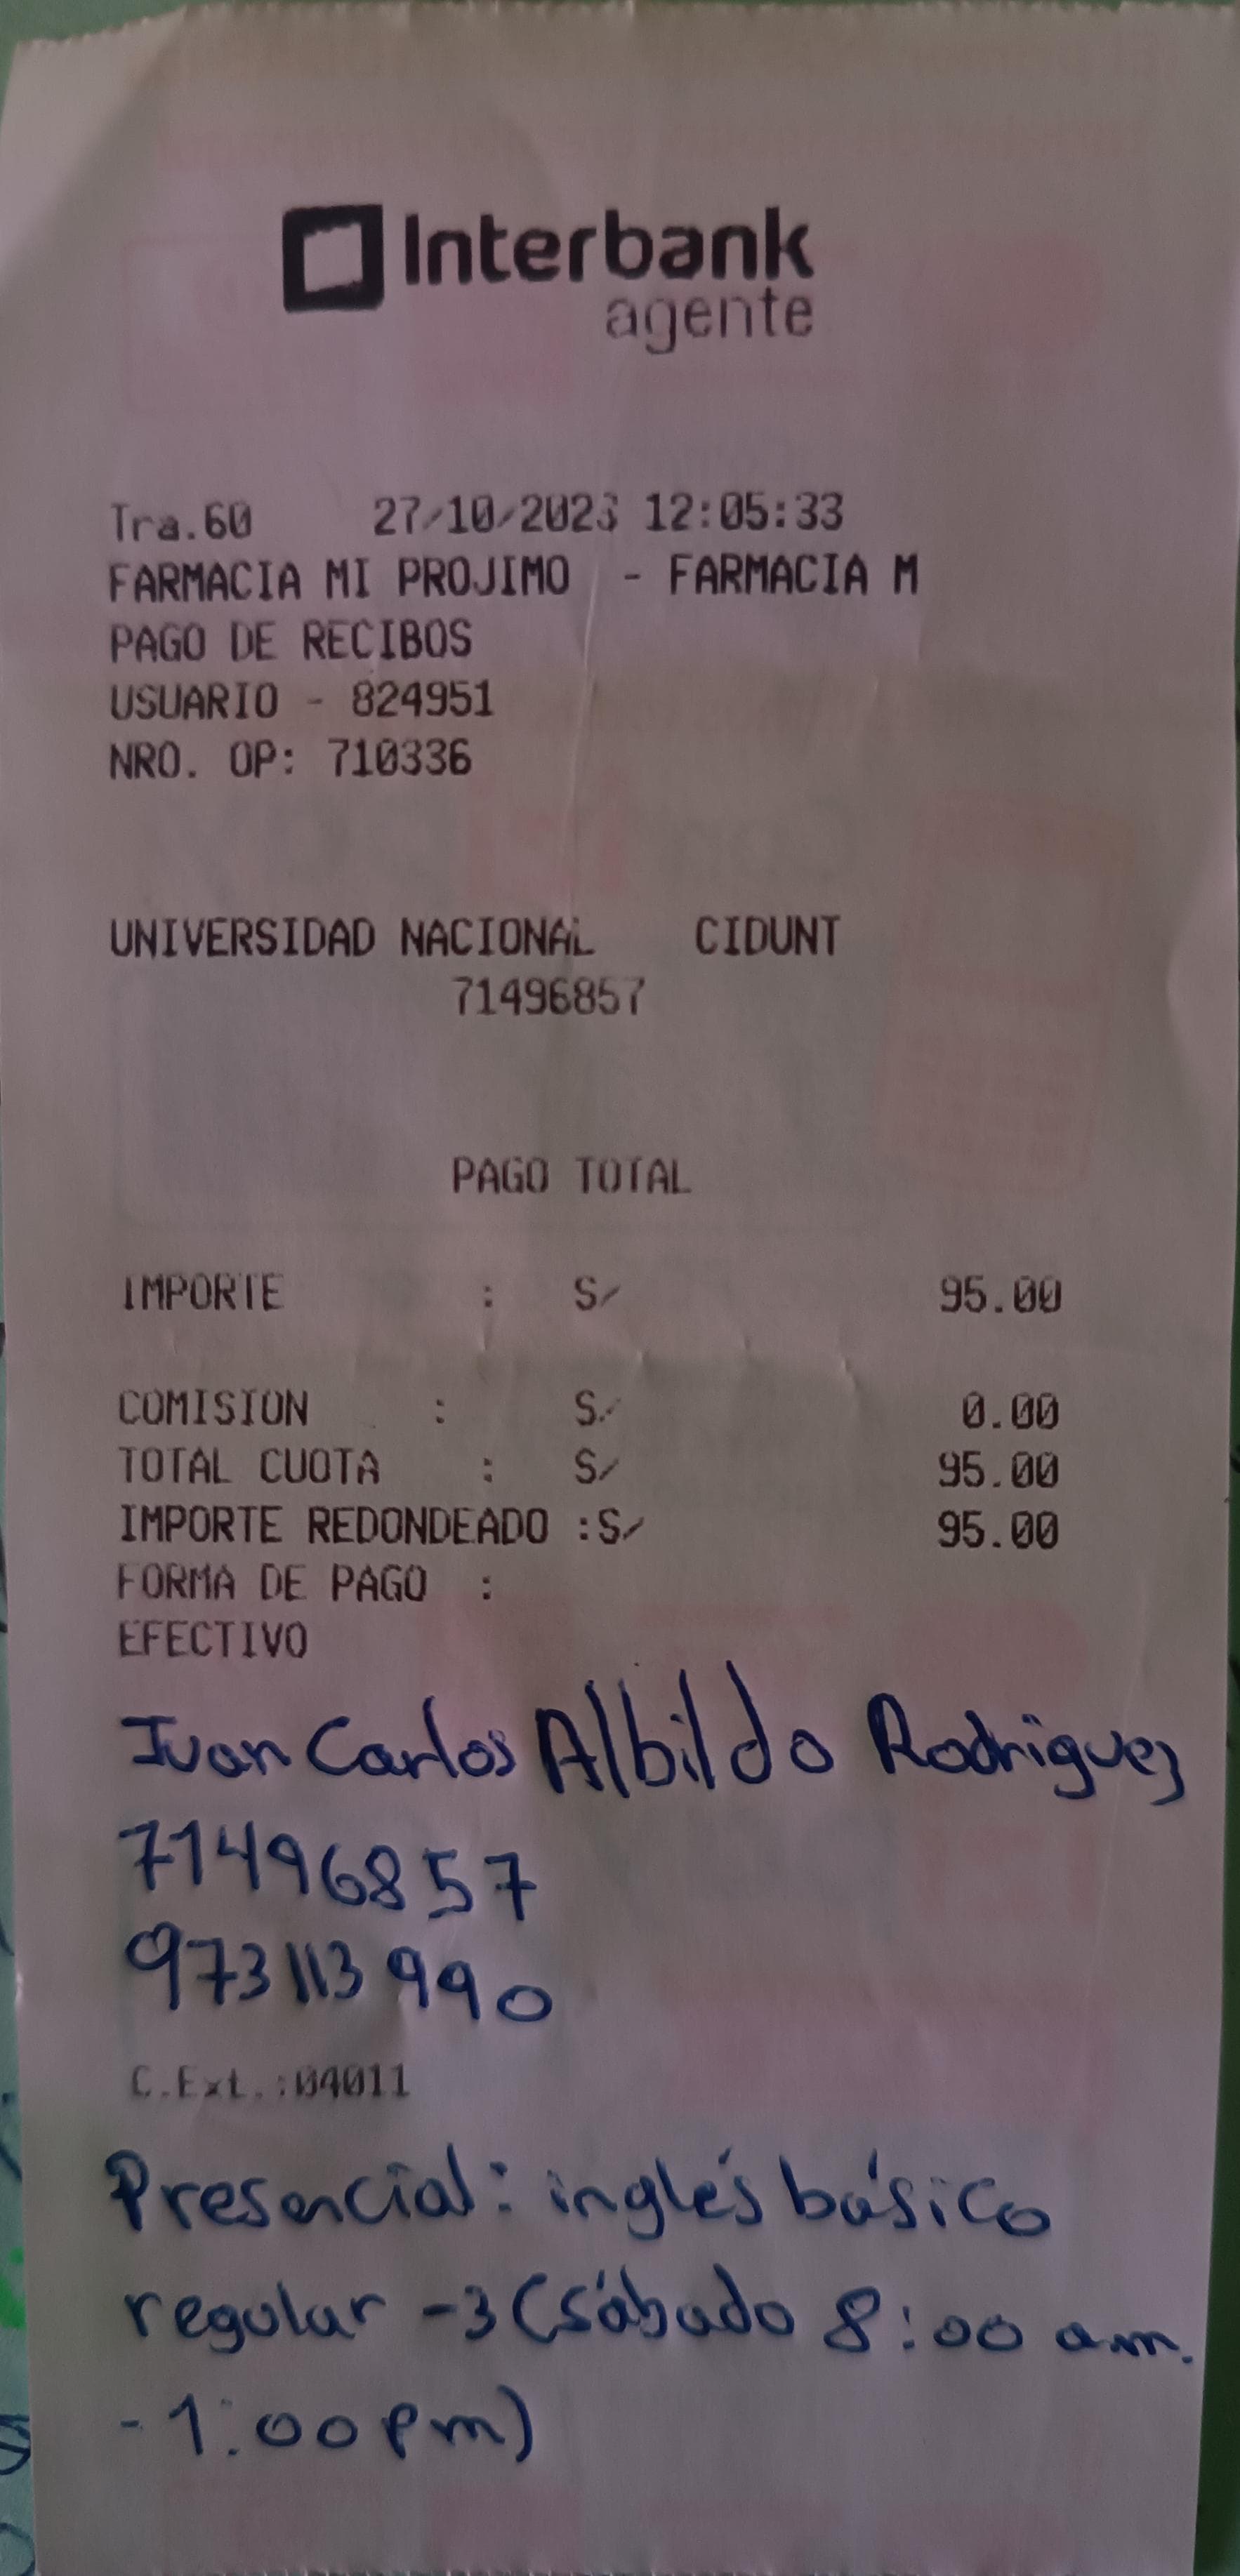 Interbank
agente
Tra.60 27/10/2023 12:05:33
FARMACIA MI PROJIMO - FARMACIA M
PAGO DE RECIBOS
USUARIO - 824951
NRO. OP: 710336
UNIVERSIDAD NACIONAL CIDUNT
71496857
PAGO TOTAL
IMPORTE : S/ 95.00
COMISION : S/ 0.00
TOTAL CUOTA : S/ 95.00
IMPORTE REDONDEADO :S/ 95.00
FORMA DE PAGO :
EFECTIVO
Juan Carlos Albildo Rodriguez
71496857
973113990
C.Ext.:04011
Presencial: inglés básico
regular -3 (sábado 8:00 a.m.
- 1:00 pm)